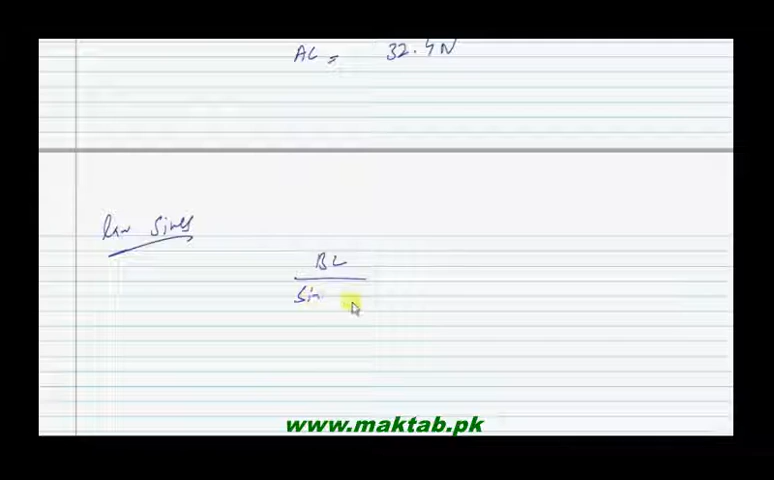 AC = 32.4N
law Sines
BC
Sin
www.maktab.pk